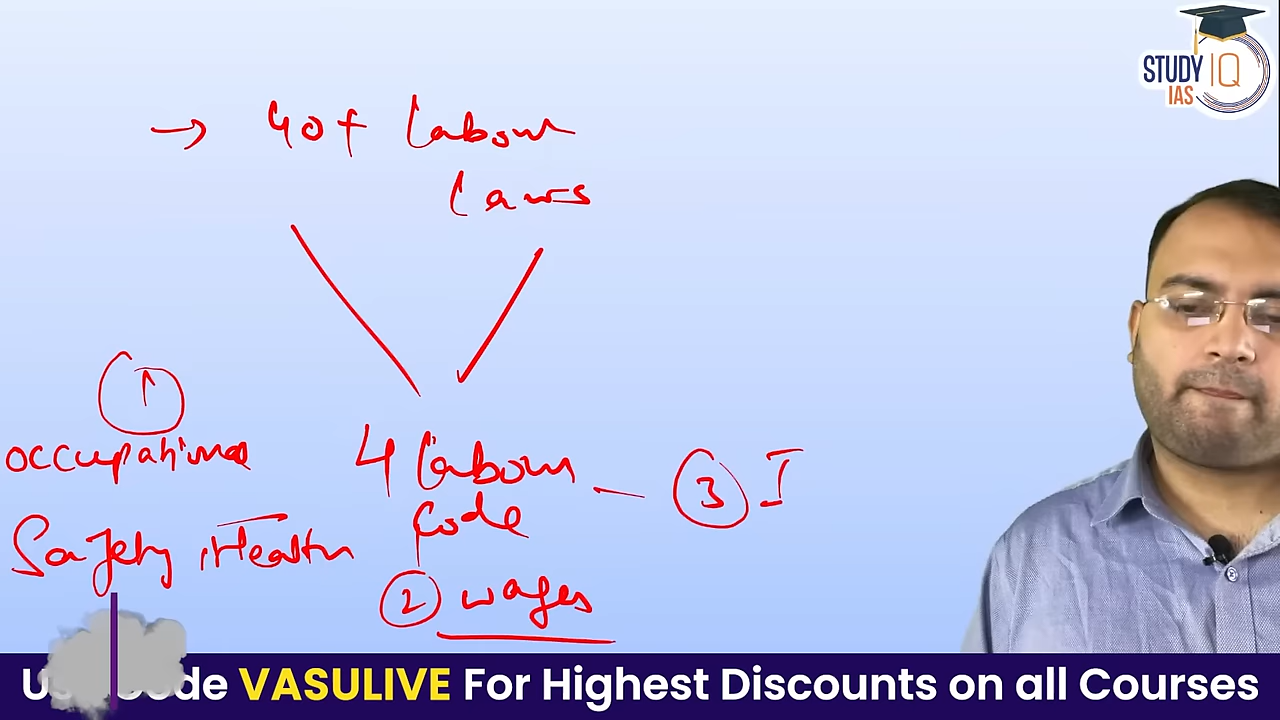 STUDY IQ
IAS
→ 40+ Labour
Laws
1
occupational
Safety, Health
4 Labour
Code
2 wages
3 I
Use Code VASULIVE For Highest Discounts on all Courses